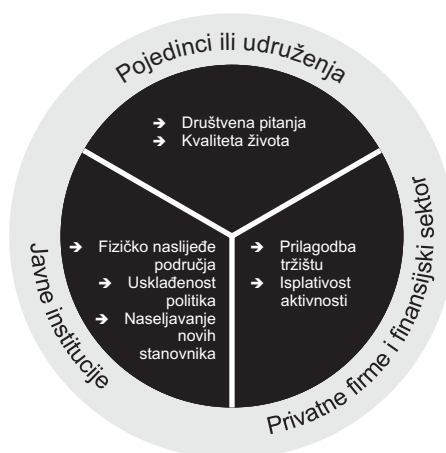 Pojedinci ili udruženja
➔ Društvena pitanja
➔ Kvaliteta života
Javne institucije
➔ Fizičko naslijeđe
područja
➔ Usklađenost
politika
➔ Naseljavanje
novih
stanovnika
➔ Prilagodba
tržištu
➔ Isplativost
aktivnosti
Privatne firme i finansijski sektor